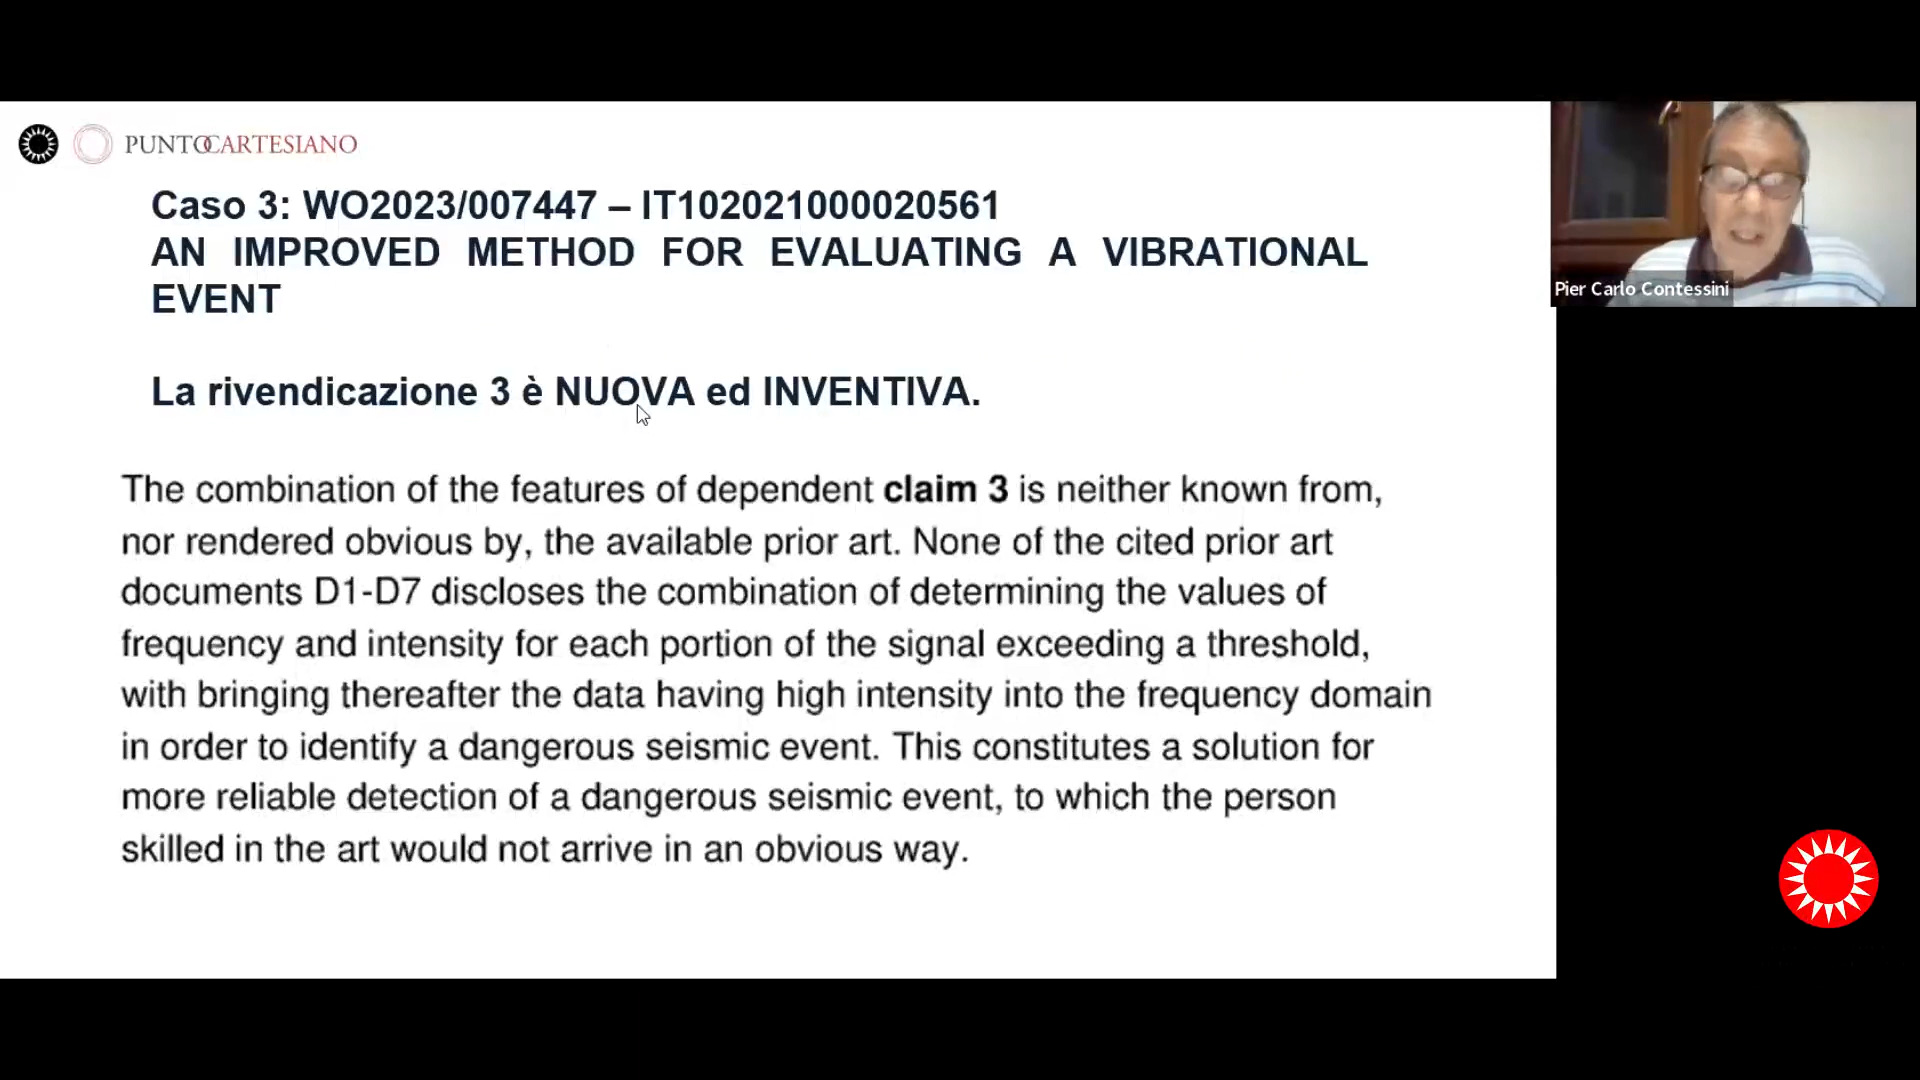 PUNTOCARTESIANO
Caso 3: WO2023/007447 – IT102021000020561
AN IMPROVED METHOD FOR EVALUATING A VIBRATIONAL
EVENT
Pier Carlo Contessini
La rivendicazione 3 è NUOVA ed INVENTIVA.
The combination of the features of dependent claim 3 is neither known from,
nor rendered obvious by, the available prior art. None of the cited prior art
documents D1-D7 discloses the combination of determining the values of
frequency and intensity for each portion of the signal exceeding a threshold,
with bringing thereafter the data having high intensity into the frequency domain
in order to identify a dangerous seismic event. This constitutes a solution for
more reliable detection of a dangerous seismic event, to which the person
skilled in the art would not arrive in an obvious way.